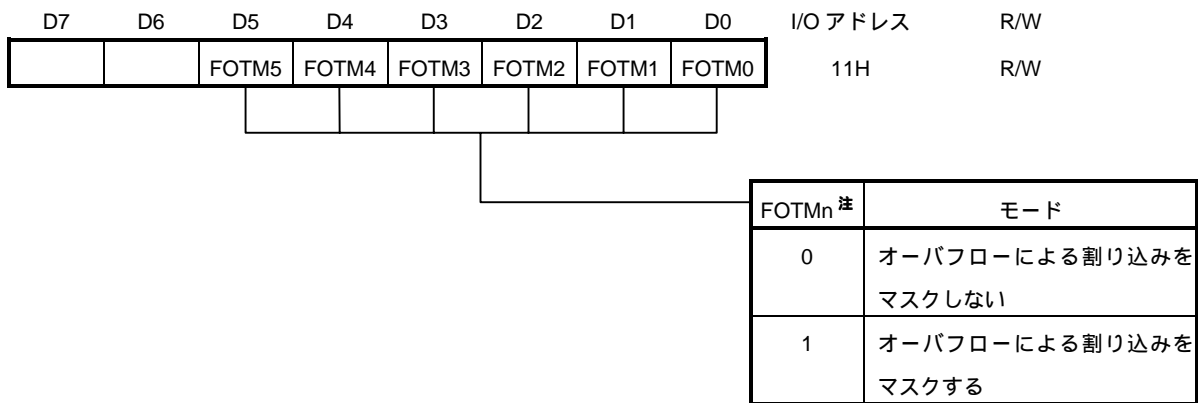 D7 D6 D5 D4 D3 D2 D1 D0 I/O アドレス R/W
FOTM5 FOTM4 FOTM3 FOTM2 FOTM1 FOTM0 11H R/W
FOTMn注 モード
0 オーバフローによる割り込みを
マスクしない
1 オーバフローによる割り込みを
マスクする